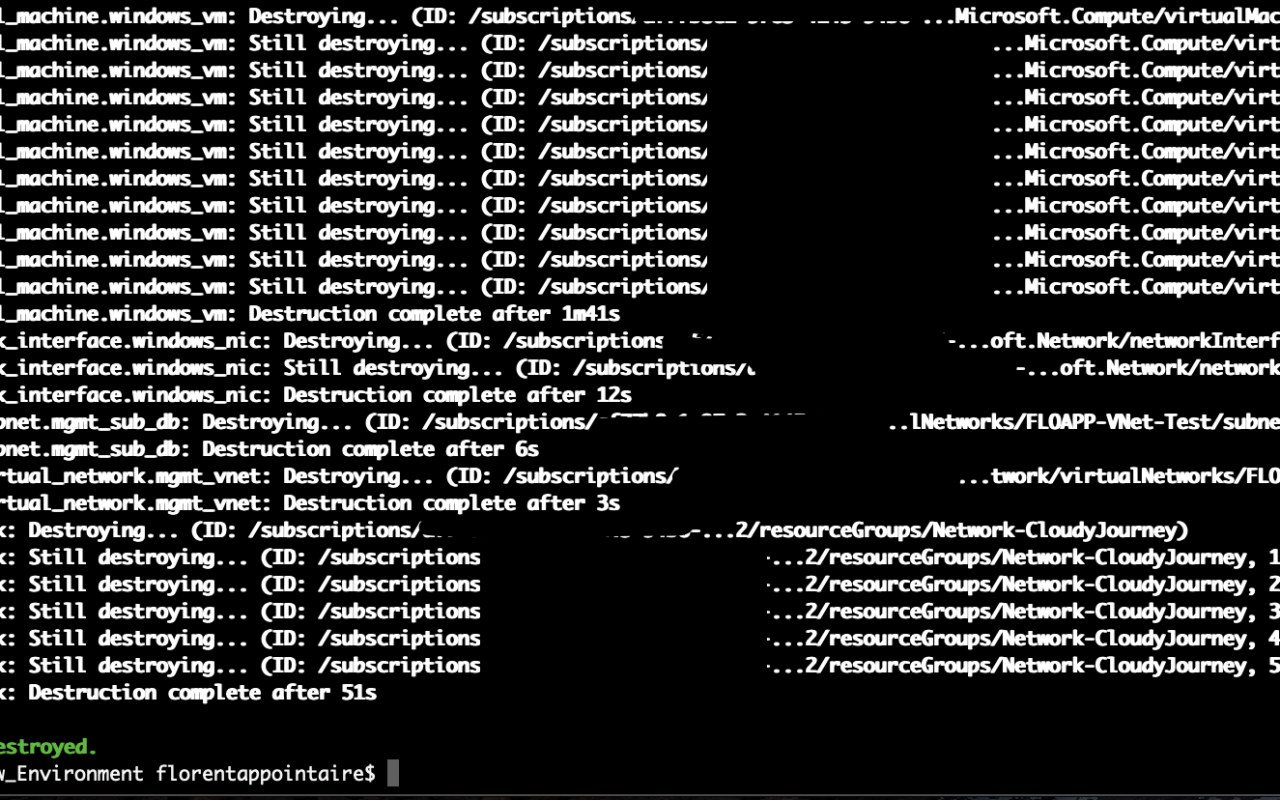 l_machine.windows_vm: Destroying... (ID: /subscriptions/ ...Microsoft.Compute/virtualMac
l_machine.windows_vm: Still destroying... (ID: /subscriptions/ ...Microsoft.Compute/virt
l_machine.windows_vm: Still destroying... (ID: /subscriptions/ ...Microsoft.Compute/virt
l_machine.windows_vm: Still destroying... (ID: /subscriptions/ ...Microsoft.Compute/virt
l_machine.windows_vm: Still destroying... (ID: /subscriptions/ ...Microsoft.Compute/virt
l_machine.windows_vm: Still destroying... (ID: /subscriptions/ ...Microsoft.Compute/virt
l_machine.windows_vm: Still destroying... (ID: /subscriptions/ ...Microsoft.Compute/virt
l_machine.windows_vm: Still destroying... (ID: /subscriptions/ ...Microsoft.Compute/virt
l_machine.windows_vm: Still destroying... (ID: /subscriptions/ ...Microsoft.Compute/virt
l_machine.windows_vm: Still destroying... (ID: /subscriptions/ ...Microsoft.Compute/virt
l_machine.windows_vm: Still destroying... (ID: /subscriptions/ ...Microsoft.Compute/virt
l_machine.windows_vm: Destruction complete after 1m41s
k_interface.windows_nic: Destroying... (ID: /subscriptions -...oft.Network/networkInterf
k_interface.windows_nic: Still destroying... (ID: /subscriptions/ -...oft.Network/network
k_interface.windows_nic: Destruction complete after 12s
bnet.mgmt_sub_db: Destroying... (ID: /subscriptions/ ..lNetworks/FLOAPP-VNet-Test/subne
bnet.mgmt_sub_db: Destruction complete after 6s
rtual_network.mgmt_vnet: Destroying... (ID: /subscriptions/ ...twork/virtualNetworks/FLO
rtual_network.mgmt_vnet: Destruction complete after 3s
k: Destroying... (ID: /subscriptions/ -...2/resourceGroups/Network-CloudyJourney)
k: Still destroying... (ID: /subscriptions ...2/resourceGroups/Network-CloudyJourney, 1
k: Still destroying... (ID: /subscriptions ...2/resourceGroups/Network-CloudyJourney, 2
k: Still destroying... (ID: /subscriptions ...2/resourceGroups/Network-CloudyJourney, 3
k: Still destroying... (ID: /subscriptions ...2/resourceGroups/Network-CloudyJourney, 4
k: Still destroying... (ID: /subscriptions ...2/resourceGroups/Network-CloudyJourney, 5
k: Destruction complete after 51s
estroyed.
w_Environment florentappointaire$